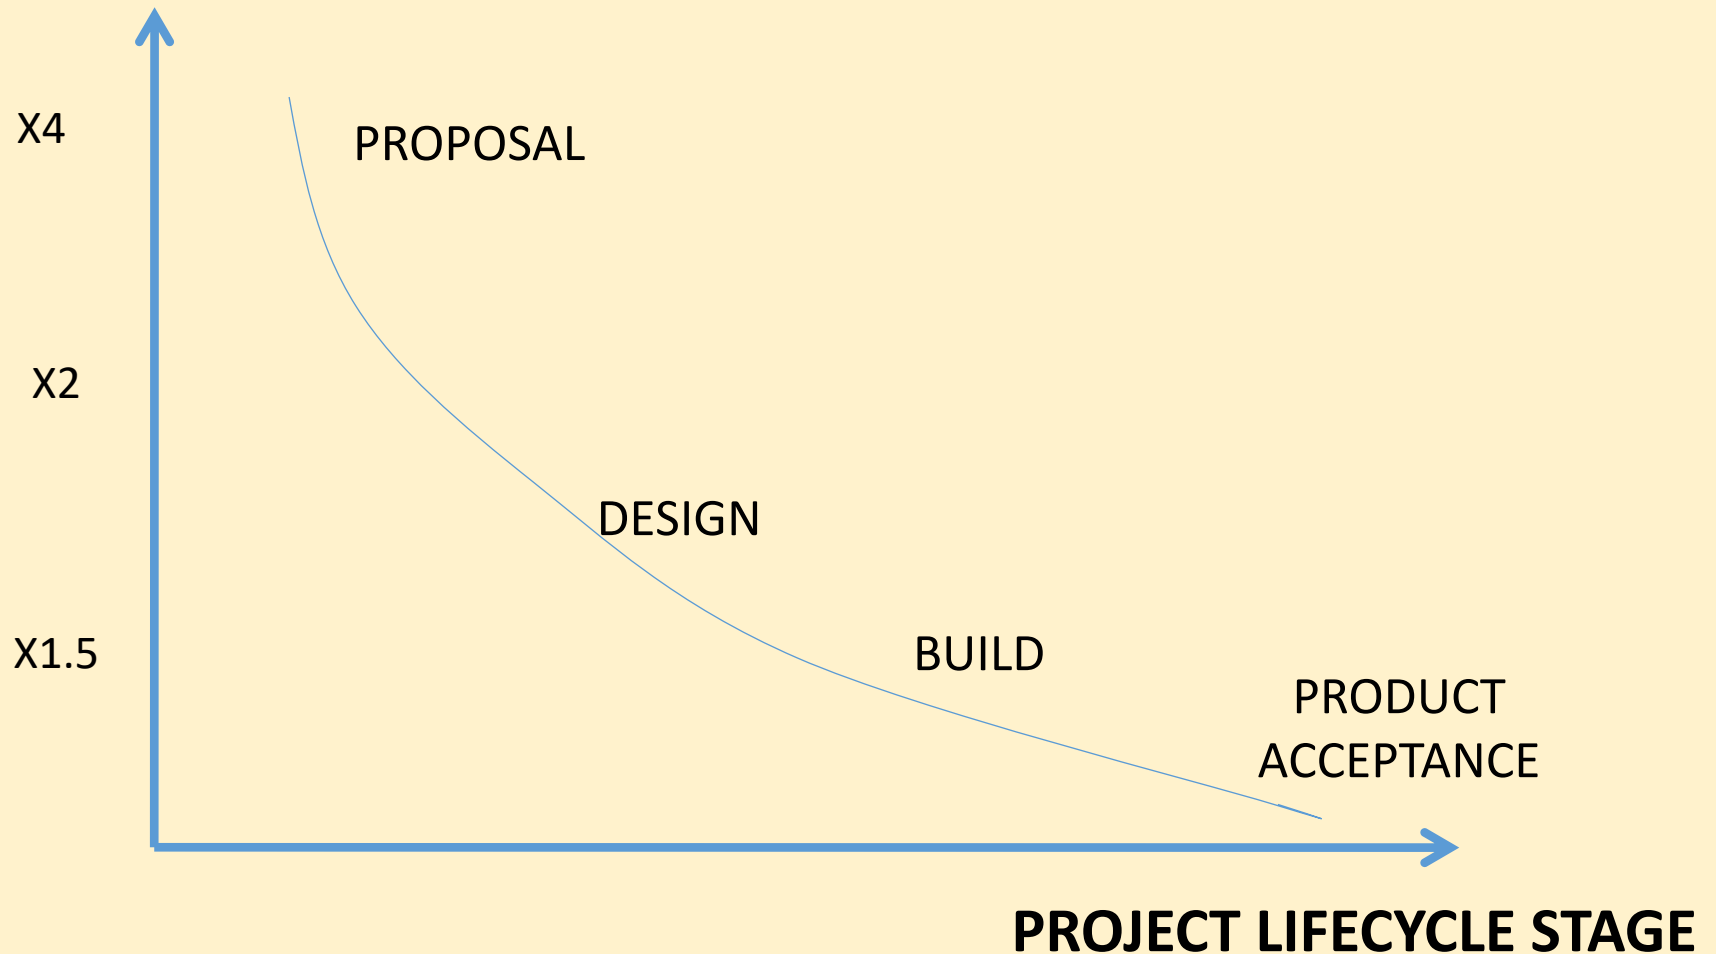 X4
PROPOSAL
X2
DESIGN
X1.5
BUILD
PRODUCT
ACCEPTANCE
PROJECT LIFECYCLE STAGE